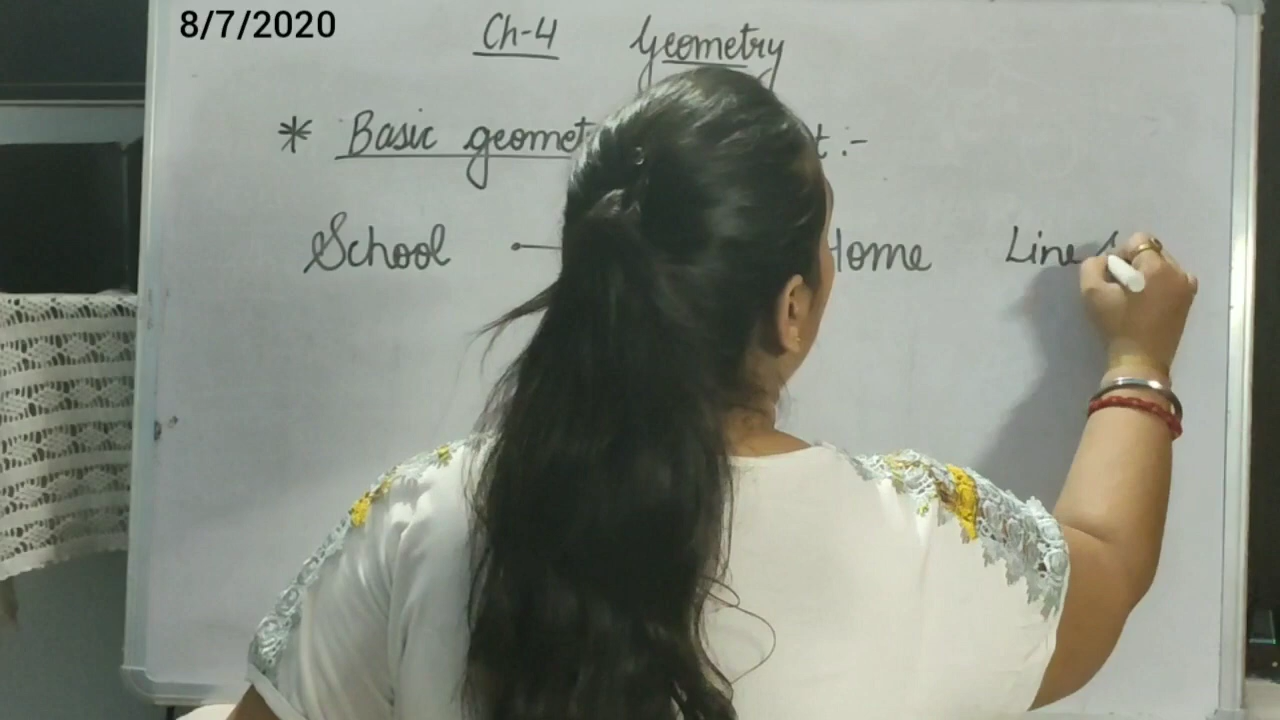 8/7/2020
Ch-4 Geometry
* Basic geomet t :-
School Home Line